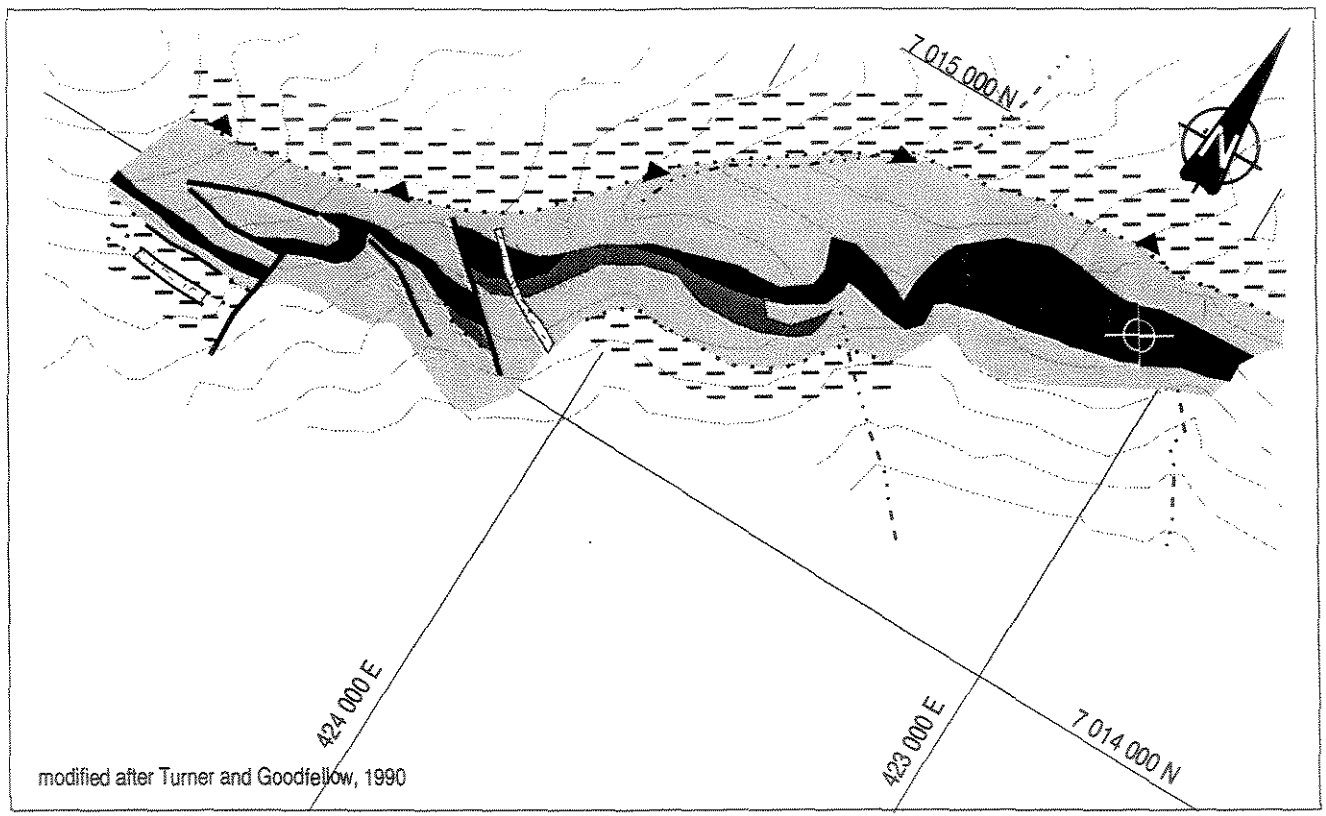 7 015 000 N
N
424 000 E
423 000 E
7 014 000 N
modified after Turner and Goodfellow, 1990